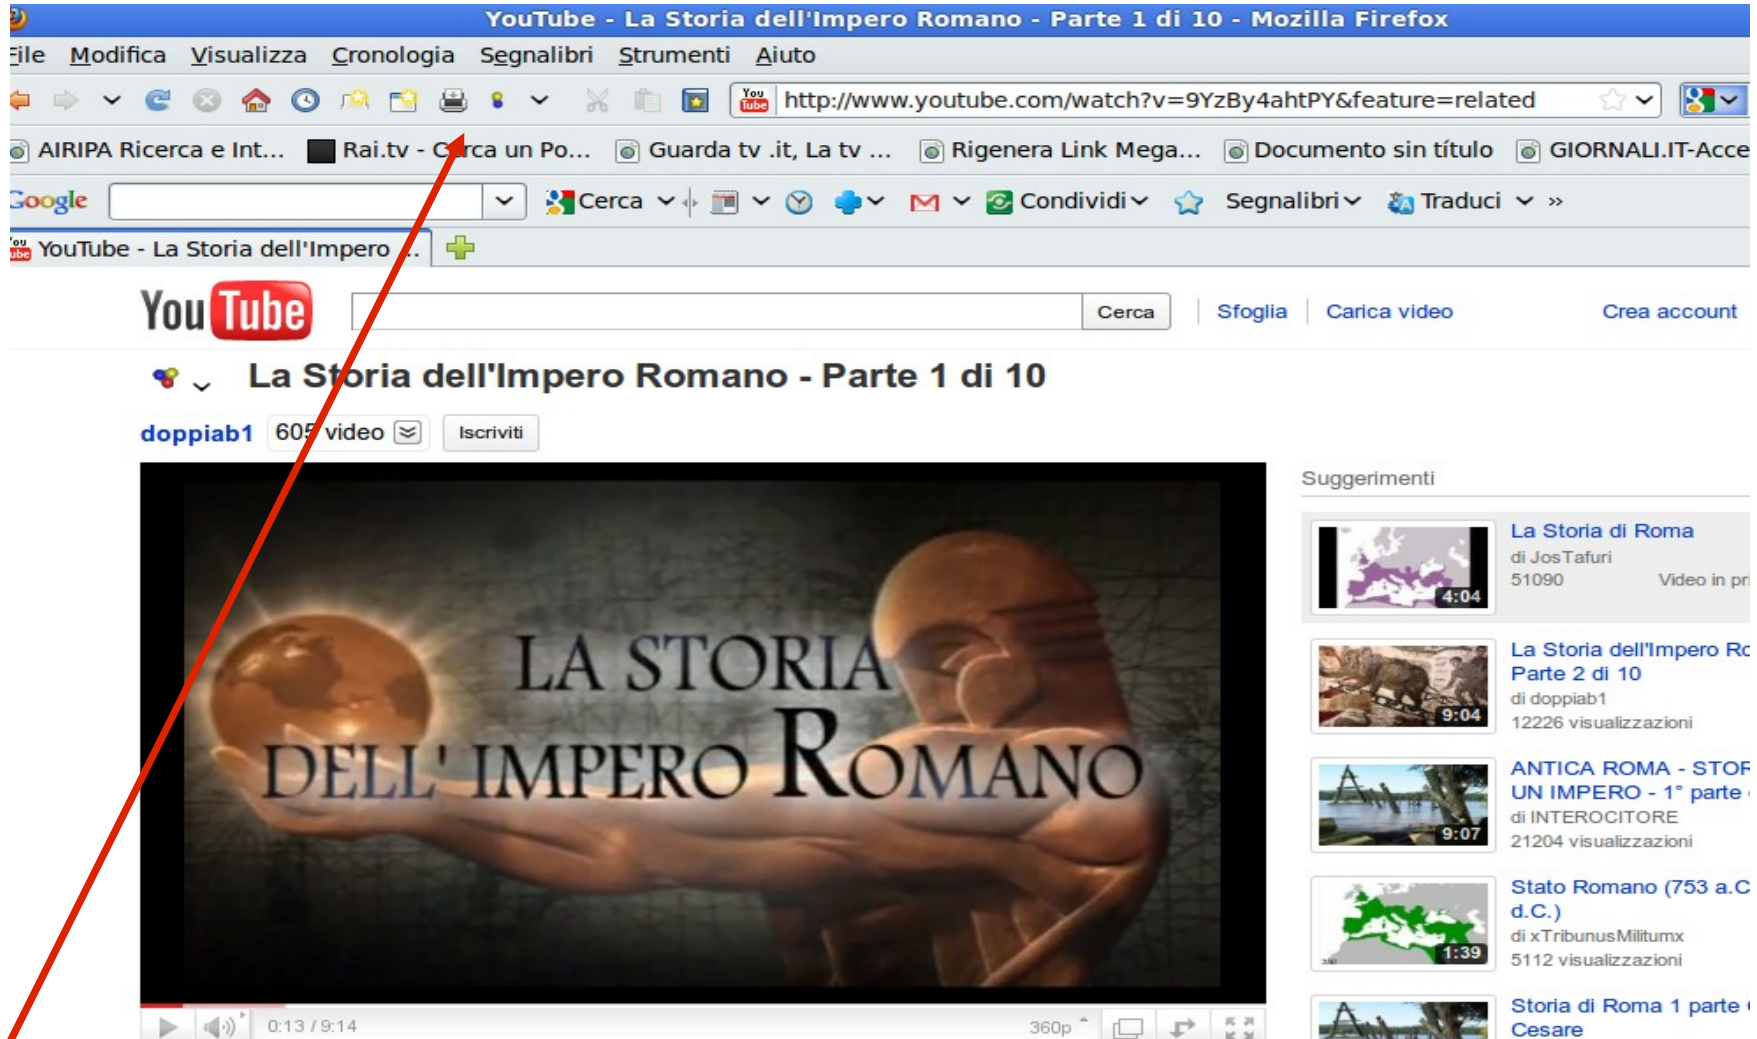 YouTube - La Storia dell'Impero Romano - Parte 1 di 10 - Mozilla Firefox
File Modifica Visualizza Cronologia Segnalibri Strumenti Aiuto
You Tube http://www.youtube.com/watch?v=9YzBy4ahtPY&feature=related
AIRIPA Ricerca e Int... Rai.tv - Cerca un Po... Guarda tv .it, La tv ... Rigenera Link Mega... Documento sin título GIORNALI.IT-Acce
Google Cerca Condividi Segnalibri Traduci »
YouTube - La Storia dell'Impero ...
YouTube Cerca Sfoglia Carica video Crea account
La Storia dell'Impero Romano - Parte 1 di 10
doppiab1 605 video Iscriviti
LA STORIA
DELL' IMPERO ROMANO
0:13 / 9:14 360p
Suggerimenti
La Storia di Roma
di JosTafuri
51090 Video in pri
4:04
La Storia dell'Impero Ro
Parte 2 di 10
di doppiab1
12226 visualizzazioni
9:04
ANTICA ROMA - STOR
UN IMPERO - 1° parte
di INTEROCITORE
21204 visualizzazioni
9:07
Stato Romano (753 a.C
d.C.)
di xTribunusMilitumx
5112 visualizzazioni
1:39
Storia di Roma 1 parte
Cesare